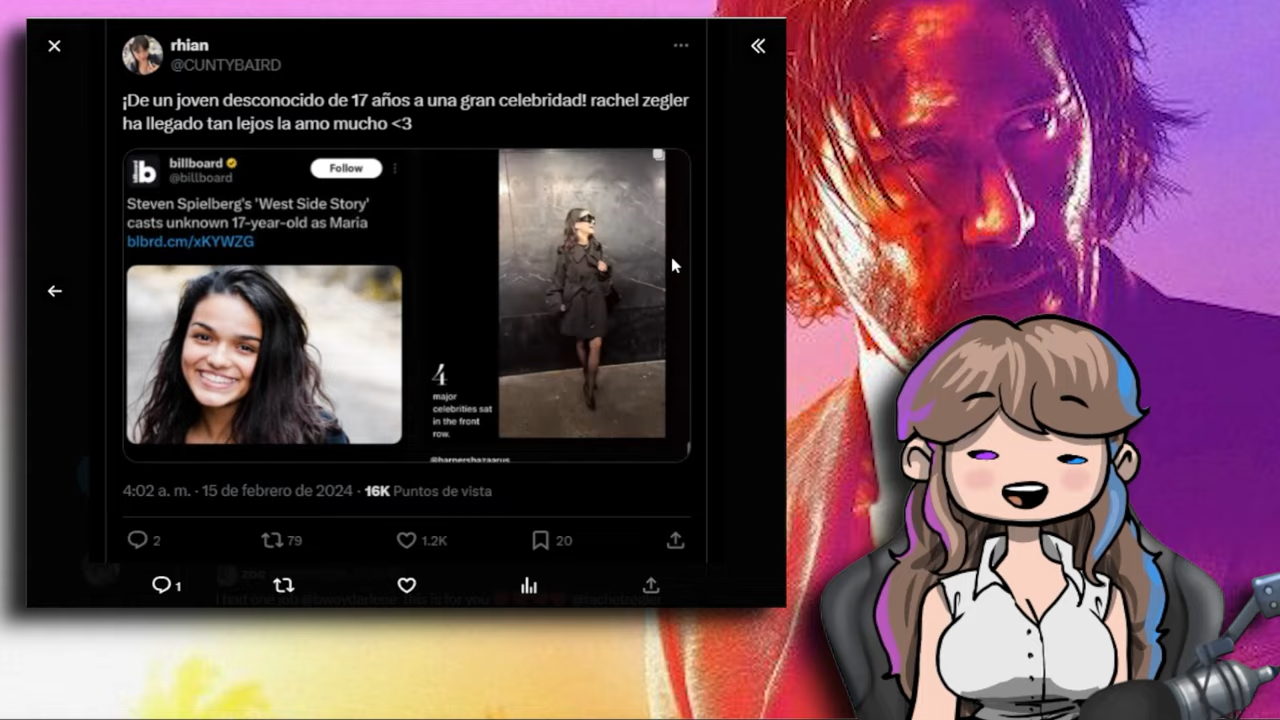 rhian
@CUNTYBAIRD
¡De un joven desconocido de 17 años a una gran celebridad! rachel zegler
ha llegado tan lejos la amo mucho <3
billboard
@billboard
Follow
Steven Spielberg's 'West Side Story'
casts unknown 17-year-old as Maria
blbrd.cm/xKYWZG
4
major
celebrities sat
in the front
row.
@harpersbazaarus
4:02 a. m. · 15 de febrero de 2024 · 16K Puntos de vista
2
79
1.2K
20
1